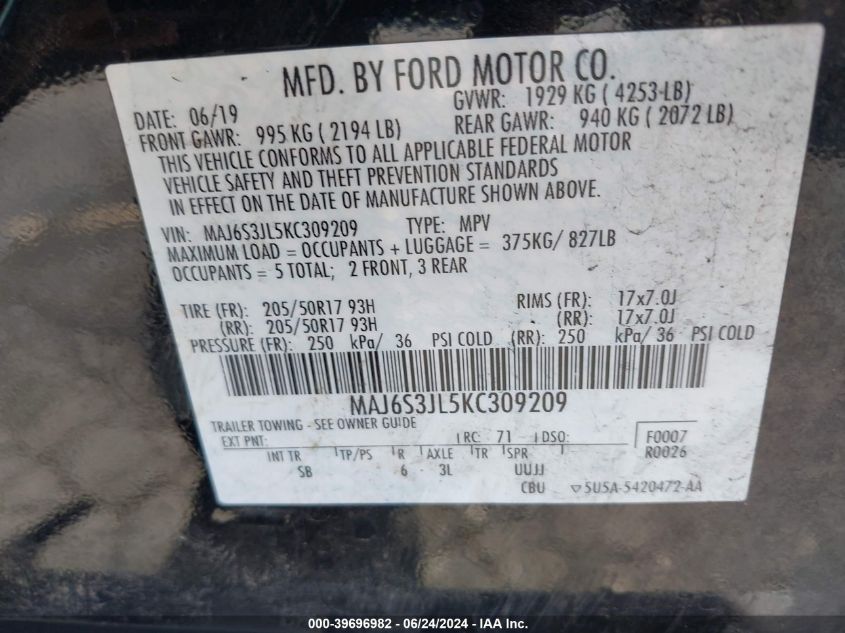 MFD. BY FORD MOTOR CO.
DATE: 06/19 GVWR: 1929 KG ( 4253-LB)
FRONT GAWR: 995 KG ( 2194 LB) REAR GAWR: 940 KG ( 2072 LB)
THIS VEHICLE CONFORMS TO ALL APPLICABLE FEDERAL MOTOR
VEHICLE SAFETY AND THEFT PREVENTION STANDARDS
IN EFFECT ON THE DATE OF MANUFACTURE SHOWN ABOVE.
VIN: MAJ6S3JL5KC309209 TYPE: MPV
MAXIMUM LOAD = OCCUPANTS + LUGGAGE = 375KG/ 827LB
OCCUPANTS = 5 TOTAL; 2 FRONT, 3 REAR
TIRE (FR): 205/50R17 93H RIMS (FR): 17x7.0J
(RR): 205/50R17 93H (RR): 17x7.0J
PRESSURE (FR): 250 kPa/ 36 PSI COLD (RR): 250 kPa/ 36 PSI COLD
MAJ6S3JL5KC309209
TRAILER TOWING - SEE OWNER GUIDE
EXT PNT: RC: 71 DSO: F0007
INT TR TP/PS R AXLE TR SPR R0026
SB 6 3L UUJJ
CBU 5U5A-5420472-AA
000-39696982 - 06/24/2024 - IAA Inc.